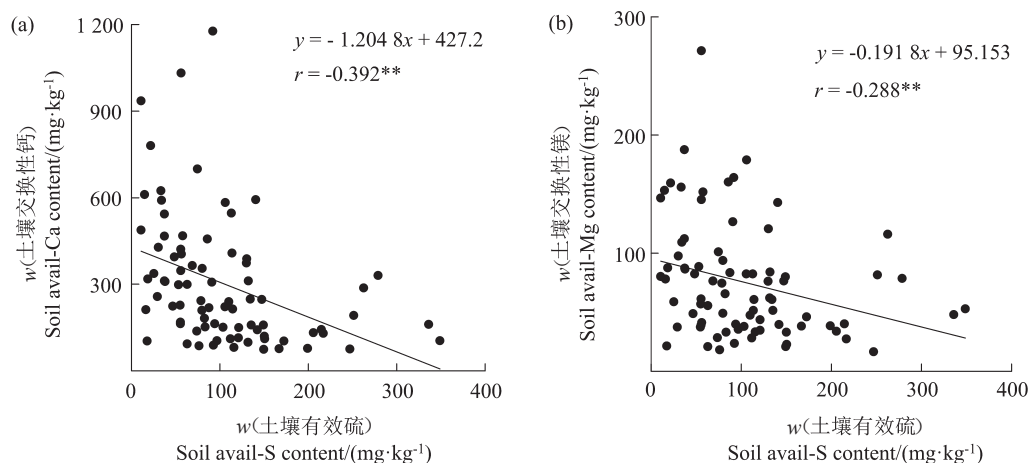 (a)
1 200
900
600
300
0
100
200
300
400
y = - 1.204 8x + 427.2
r = -0.392**
w(土壤交换性钙)
Soil avail-Ca content/(mg·kg⁻¹)
w(土壤有效硫)
Soil avail-S content/(mg·kg⁻¹)
(b)
300
200
100
0
100
200
300
400
y = -0.191 8x + 95.153
r = -0.288**
w(土壤交换性镁)
Soil avail-Mg content/(mg·kg⁻¹)
w(土壤有效硫)
Soil avail-S content/(mg·kg⁻¹)